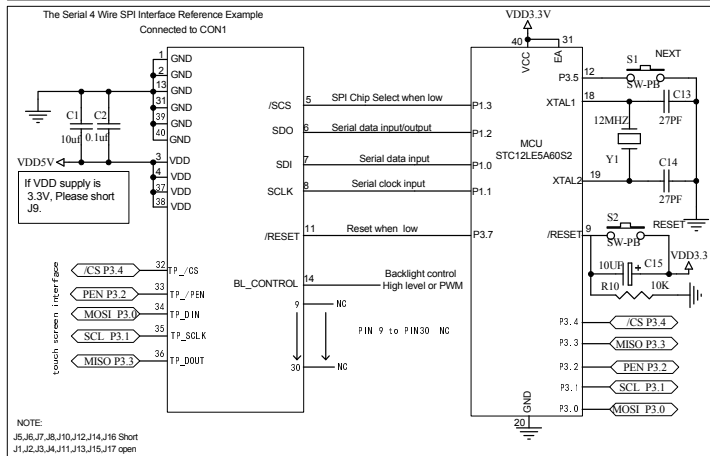 The Serial 4 Wire SPI Interface Reference Example
Connected to CON1
VDD3.3V
1 GND
2 GND
13 GND
31 GND
39 GND
40 GND
3 VDD
4 VDD
37 VDD
38 VDD
C1
10uf
C2
0.1uf
VDD5V
If VDD supply is
3.3V, Please short
J9.
/SCS 5 SPI Chip Select when low P1.3
SDO 6 Serial data input/output P1.2
SDI 7 Serial data input P1.0
SCLK 8 Serial clock input P1.1
/RESET 11 Reset when low P3.7
BL_CONTROL 14 Backlight control
High level or PWM
9 NC
PIN 9 to PIN30 NC
30 NC
touch screen interface
/CS P3.4 32 TP_/CS
PEN P3.2 33 TP_/PEN
MOSI P3.0 34 TP_DIN
SCL P3.1 35 TP_SCLK
MISO P3.3 36 TP_DOUT
40 31
VCC EA
MCU
STC12LE5A60S2
P3.5 12 S1 NEXT
SW-PB
XTAL1 18 C13
27PF
12MHZ
Y1
XTAL2 19 C14
27PF
/RESET 9 S2 RESET
SW-PB
VDD3.3
10UF + C15
R10 10K
P3.4 /CS P3.4
P3.3 MISO P3.3
P3.2 PEN P3.2
P3.1 SCL P3.1
P3.0 MOSI P3.0
GND
20
NOTE:
J5,J6,J7,J8,J10,J12,J14,J16 Short
J1,J2,J3,J4,J11,J13,J15,J17 open